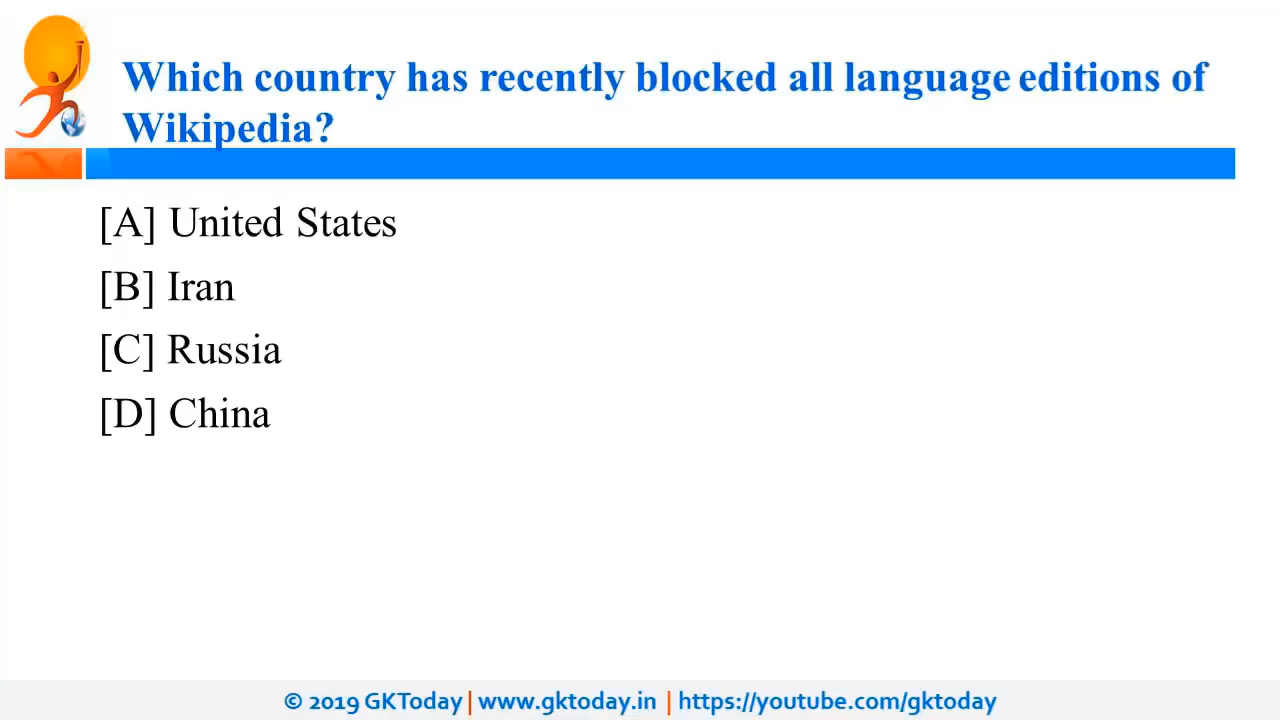 Which country has recently blocked all language editions of
Wikipedia?
[A] United States
[B] Iran
[C] Russia
[D] China
© 2019 GKToday | www.gktoday.in | https://youtube.com/gktoday